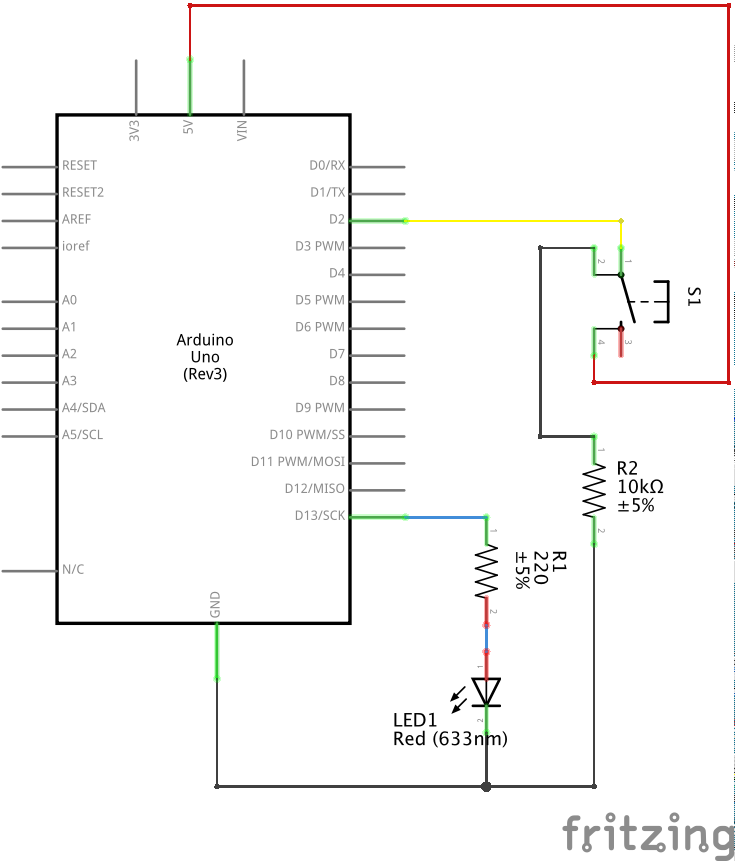 3V3
5V
VIN
RESET
RESET2
AREF
ioref
A0
A1
A2
A3
A4/SDA
A5/SCL
N/C
Arduino
Uno
(Rev3)
D0/RX
D1/TX
D2
D3 PWM
D4
D5 PWM
D6 PWM
D7
D8
D9 PWM
D10 PWM/SS
D11 PWM/MOSI
D12/MISO
D13/SCK
GND
2
1
S1
4
3
1
R2
10kΩ
±5%
2
1
R1
220
±5%
2
1
LED1
Red (633nm)
2
fritzing